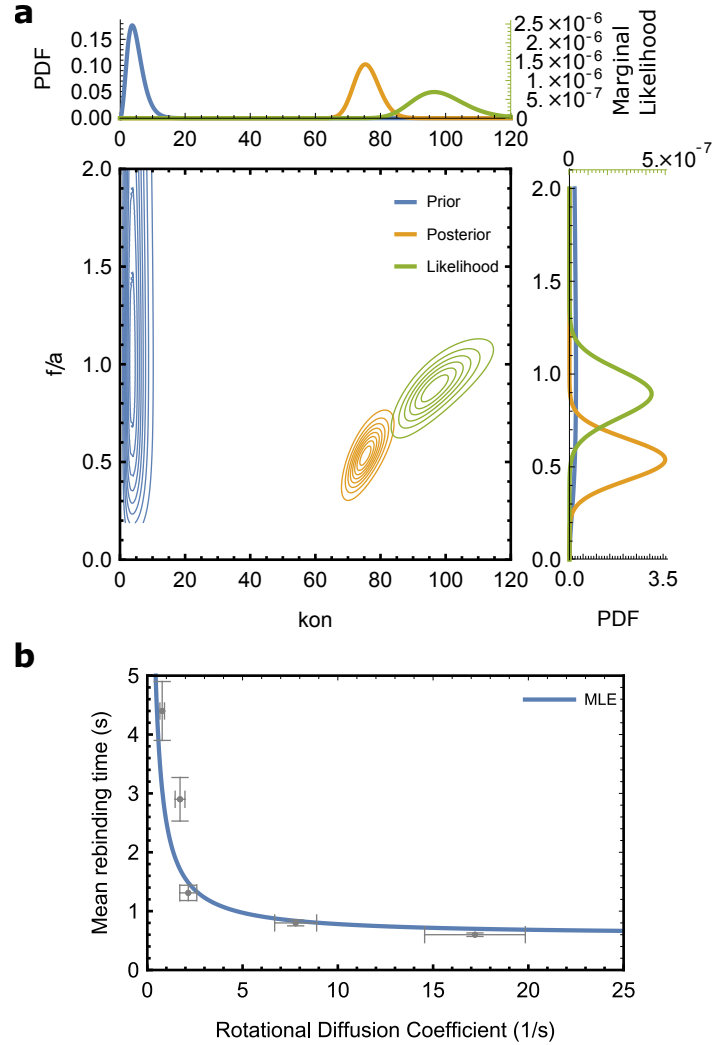 a
PDF
0.15
0.10
0.05
0.00
0 20 40 60 80 100 120
2.5×10-6
1.5×10-6
1.×10-6
5.×10-7
0
Marginal
Likelihood
2.0
1.5
1.0
0.5
0.0
f/a
Prior
Posterior
Likelihood
0 20 40 60 80 100 120
kon
0 5.×10-7
2.0
1.5
1.0
0.5
0.0
0.0 3.5
PDF
b
5
4
3
2
1
0
Mean rebinding time (s)
MLE
0 5 10 15 20 25
Rotational Diffusion Coefficient (1/s)